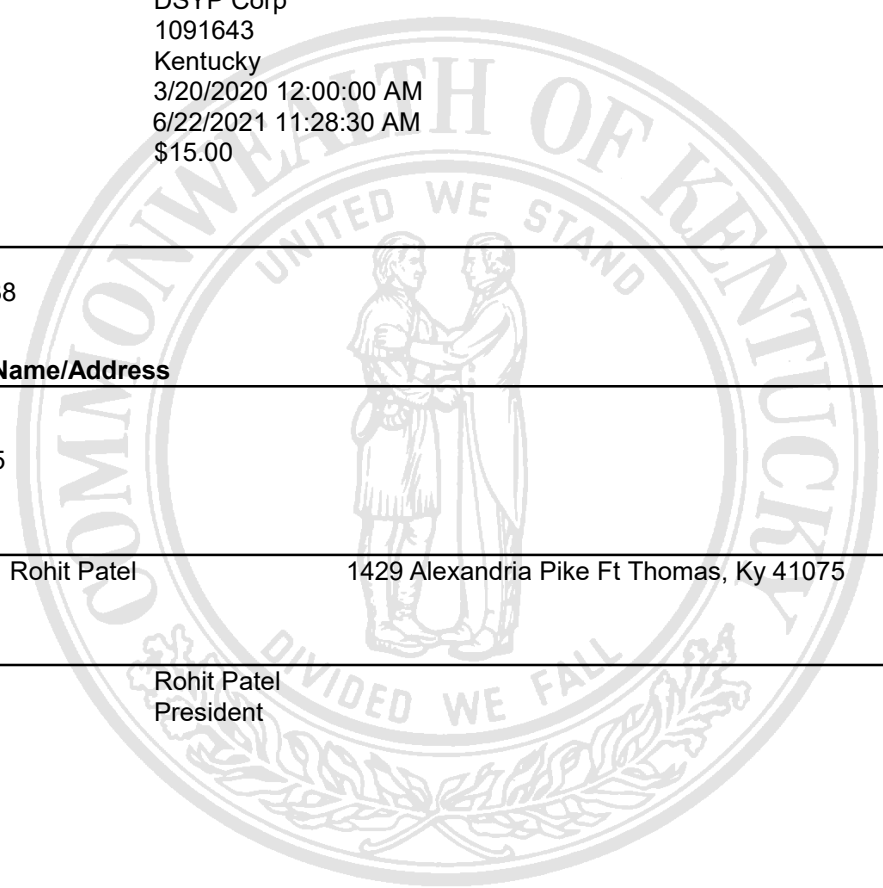 DSYP Corp
1091643
Kentucky
3/20/2020 12:00:00 AM
6/22/2021 11:28:30 AM
$15.00
COMMONWEALTH OF KENTUCKY
UNITED WE STAND
Name/Address
Rohit Patel 1429 Alexandria Pike Ft Thomas, Ky 41075
DIVIDED WE FALL
Rohit Patel
President